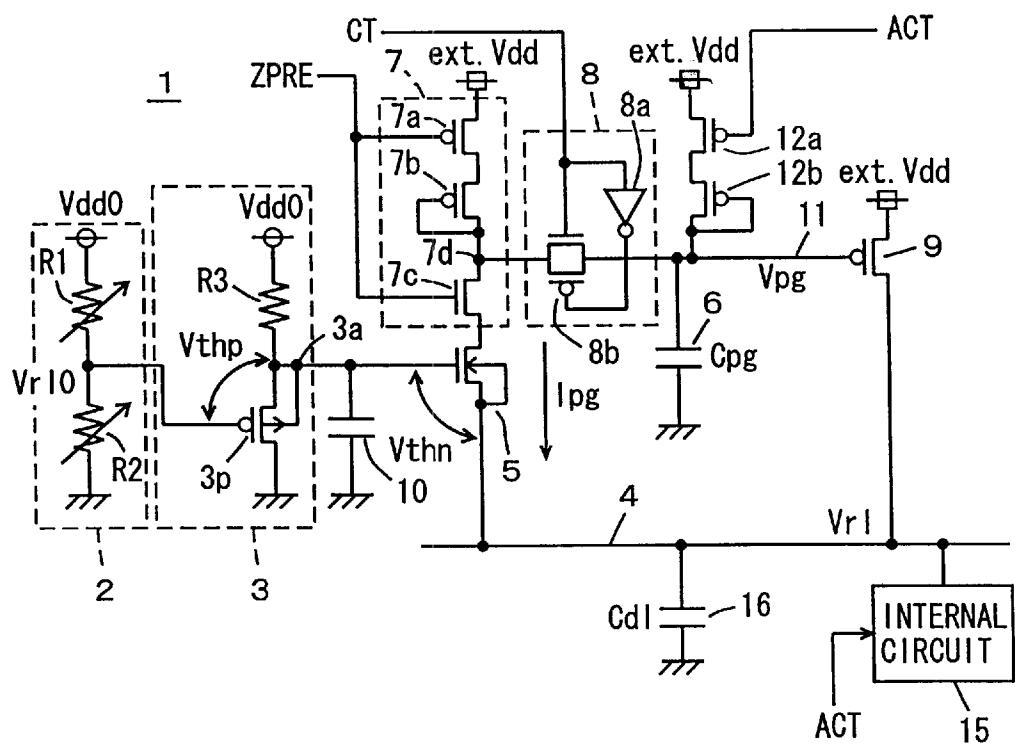 CT
ACT
ext. Vdd
ext. Vdd
7
8
ZPRE
1
7a
8a
12a
7b
12b
ext. Vdd
Vdd0
Vdd0
7d
11
9
R1
R3
7c
Vpg
3a
8b
6
Vthp
Cpg
Vrl0
Ipg
R2
Vthn
5
3p
10
4
Vrl
2
3
Cdl
16
INTERNAL
CIRCUIT
ACT
15